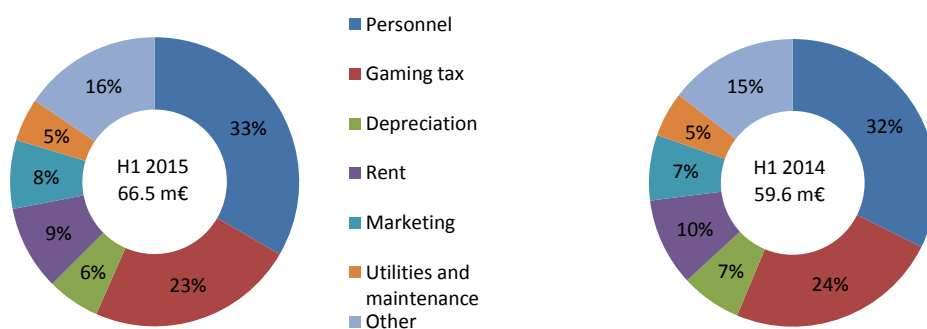 33%
23%
6%
9%
8%
5%
16%
H1 2015
66.5 m€
Personnel
Gaming tax
Depreciation
Rent
Marketing
Utilities and
maintenance
Other
32%
24%
7%
10%
7%
5%
15%
H1 2014
59.6 m€